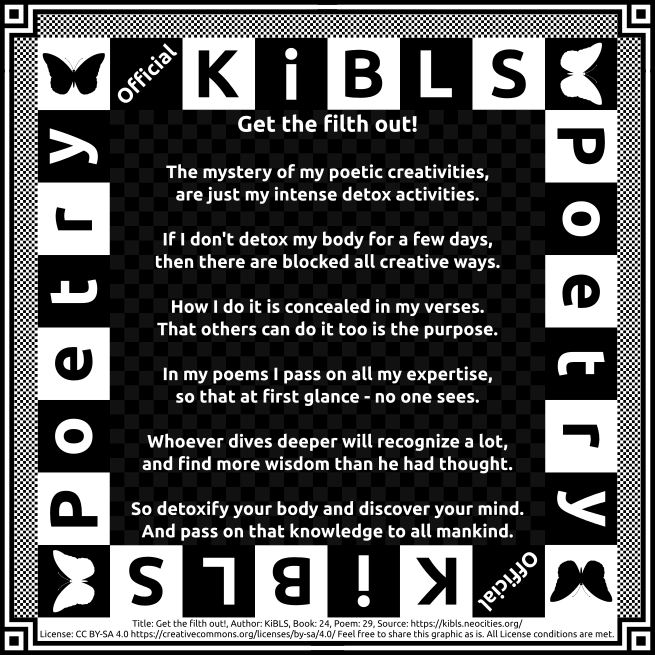 Official KiBLS
Poetry
Poetry
Get the filth out!
The mystery of my poetic creativities,
are just my intense detox activities.
If I don't detox my body for a few days,
then there are blocked all creative ways.
How I do it is concealed in my verses.
That others can do it too is the purpose.
In my poems I pass on all my expertise,
so that at first glance - no one sees.
Whoever dives deeper will recognize a lot,
and find more wisdom than he had thought.
So detoxify your body and discover your mind.
And pass on that knowledge to all mankind.
Official KiBLS
Title: Get the filth out!, Author: KiBLS, Book: 24, Poem: 29, Source: https://kibls.neocities.org/
License: CC BY-SA 4.0 https://creativecommons.org/licenses/by-sa/4.0/ Feel free to share this graphic as is. All License conditions are met.